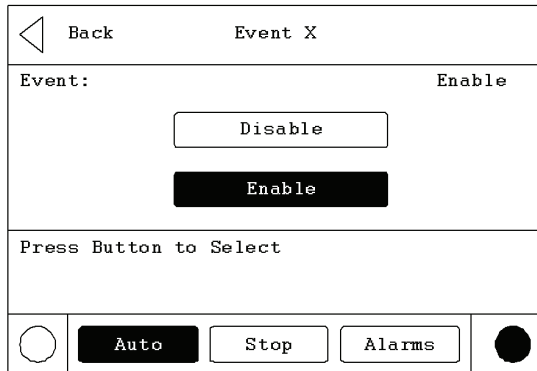 Back Event X
Event: Enable
Disable
Enable
Press Button to Select
Auto Stop Alarms